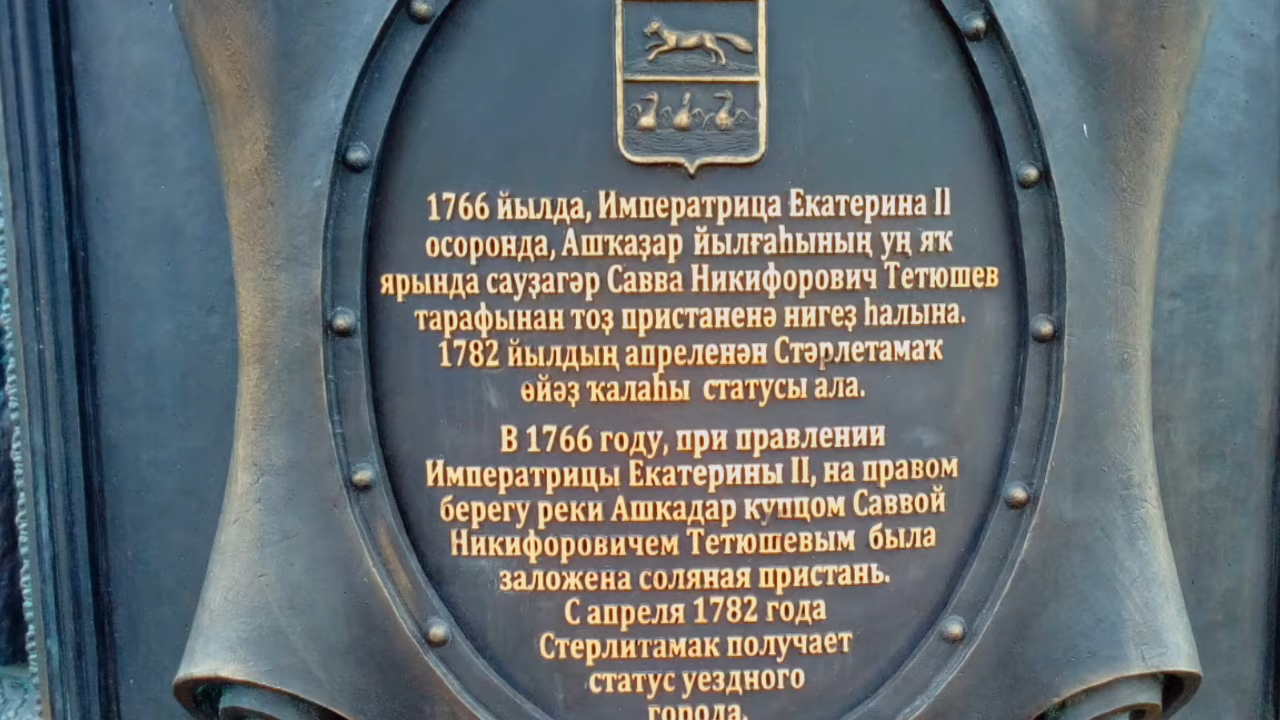 1766 йылда, Императрица Екатерина II
осоронда, Ашҡаҙар йылғаһының уң яҡ
ярында сауҙагәр Савва Никифорович Тетюшев
тарафынан тоҙ пристаненә нигеҙ һалына.
1782 йылдың апреленән Стәрлетамаҡ
өйәҙ ҡалаһы статусы ала.
В 1766 году, при правлении
Императрицы Екатерины II, на правом
берегу реки Ашкадар купцом Саввой
Никифоровичем Тетюшевым была
заложена соляная пристань.
С апреля 1782 года
Стерлитамак получает
статус уездного
города.